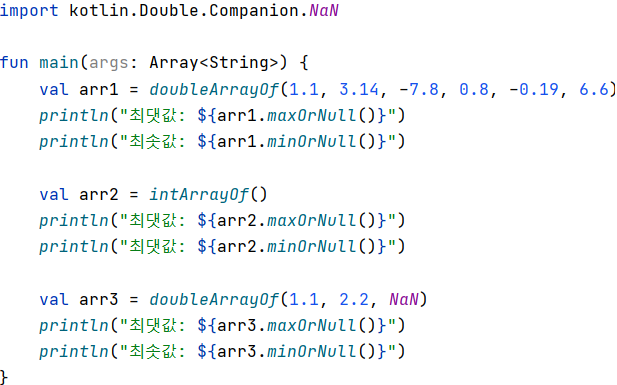 import kotlin.Double.Companion.NaN
fun main(args: Array<String>) {
    val arr1 = doubleArrayOf(1.1, 3.14, -7.8, 0.8, -0.19, 6.6)
    println("최댓값: ${arr1.maxOrNull()}")
    println("최솟값: ${arr1.minOrNull()}")
    val arr2 = intArrayOf()
    println("최댓값: ${arr2.maxOrNull()}")
    println("최솟값: ${arr2.minOrNull()}")
    val arr3 = doubleArrayOf(1.1, 2.2, NaN)
    println("최댓값: ${arr3.maxOrNull()}")
    println("최솟값: ${arr3.minOrNull()}")
}